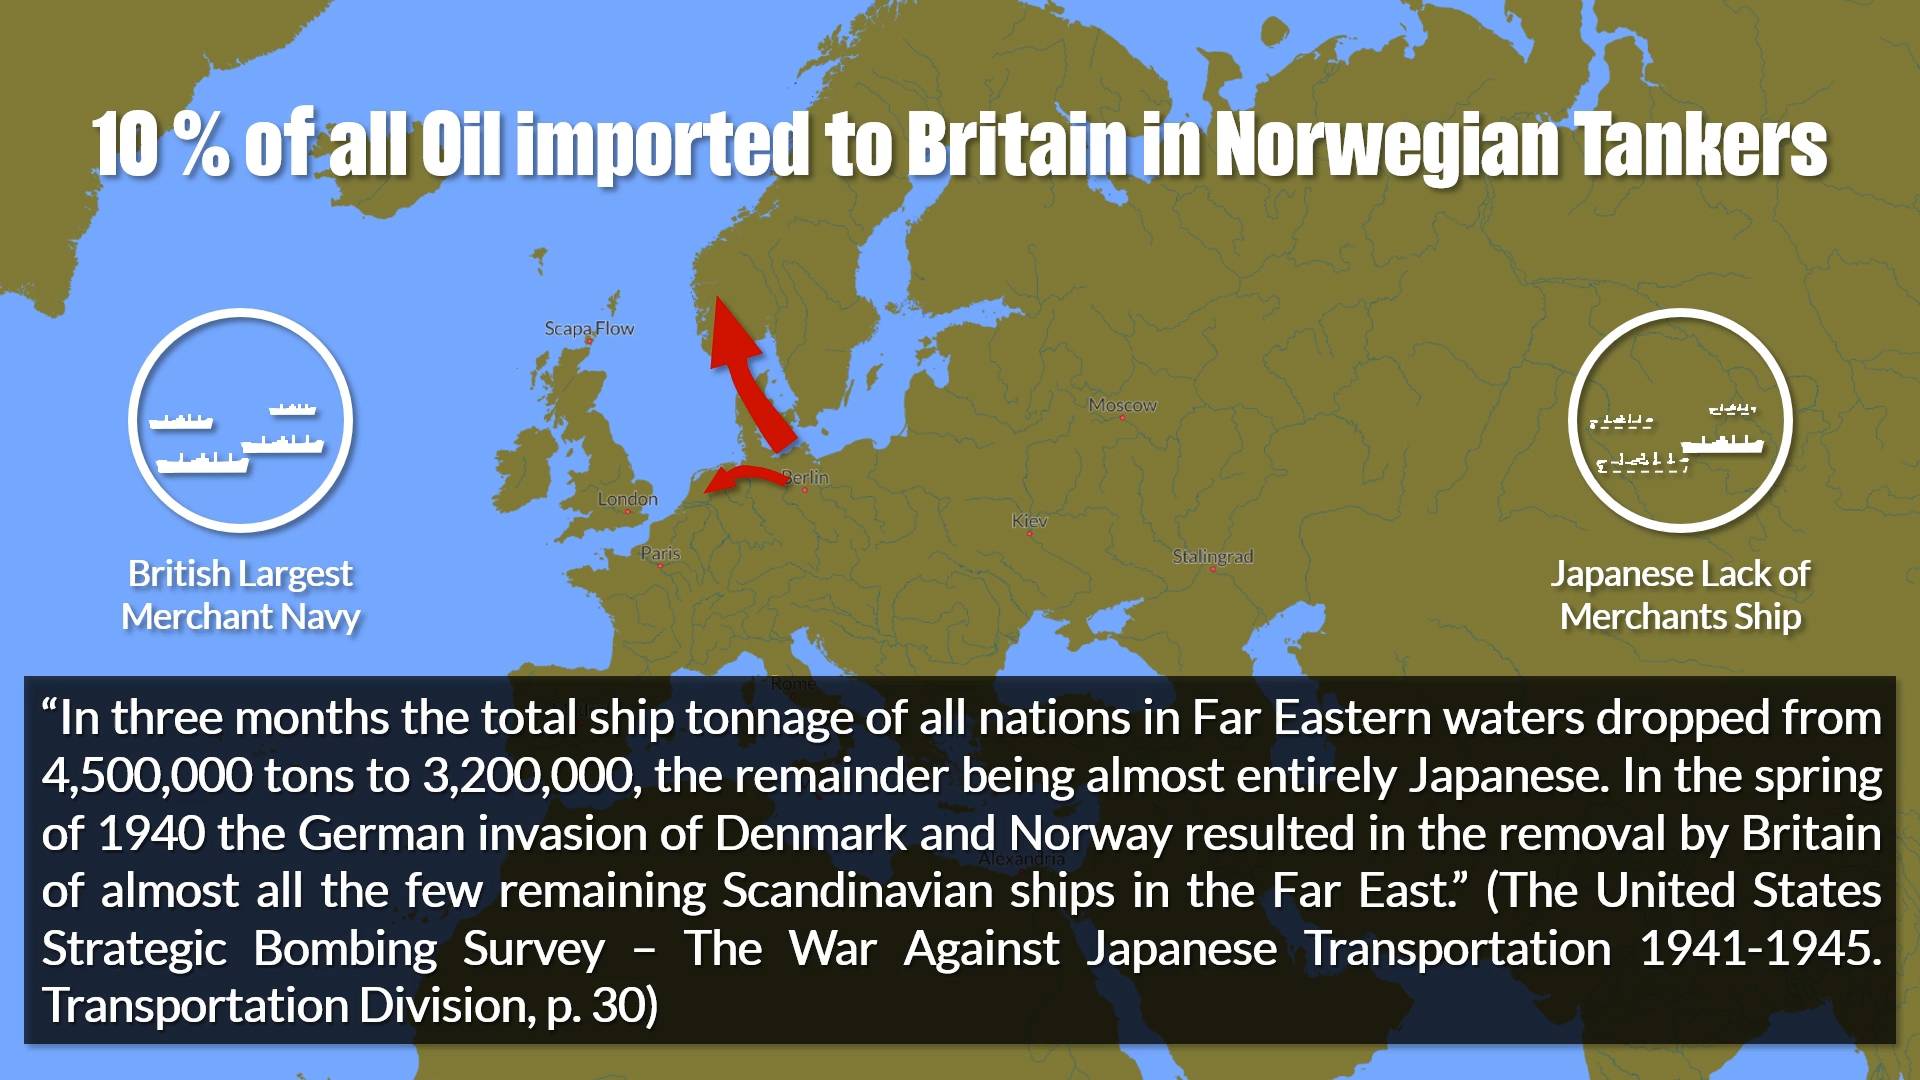 10 % of all Oil imported to Britain in Norwegian Tankers
Scapa Flow
Moscow
Berlin
London
Kiev
Paris
Stalingrad
British Largest
Merchant Navy
Japanese Lack of
Merchants Ship
Rome
“In three months the total ship tonnage of all nations in Far Eastern waters dropped from
4,500,000 tons to 3,200,000, the remainder being almost entirely Japanese. In the spring
of 1940 the German invasion of Denmark and Norway resulted in the removal by Britain
Alexandria
of almost all the few remaining Scandinavian ships in the Far East.” (The United States
Strategic Bombing Survey – The War Against Japanese Transportation 1941-1945.
Transportation Division, p. 30)